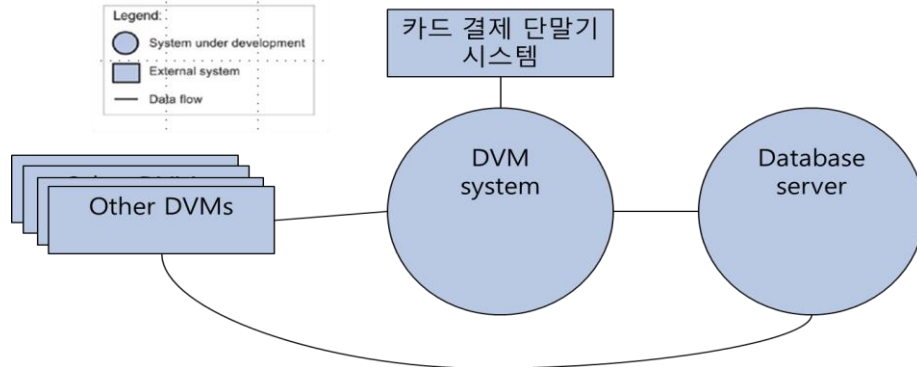 Legend:
System under development
External system
Data flow
카드 결제 단말기
시스템
DVM
system
Database
server
Other DVMs